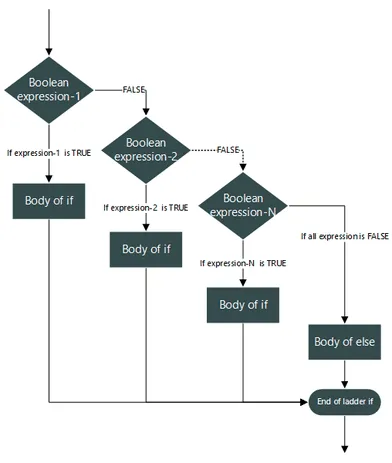 Boolean
expression-1
FALSE
Boolean
expression-2
FALSE
If expression-1 is TRUE
Boolean
expression-N
Body of if
If expression-2 is TRUE
If all expression is FALSE
Body of if
If expression-N is TRUE
Body of if
Body of else
End of ladder if